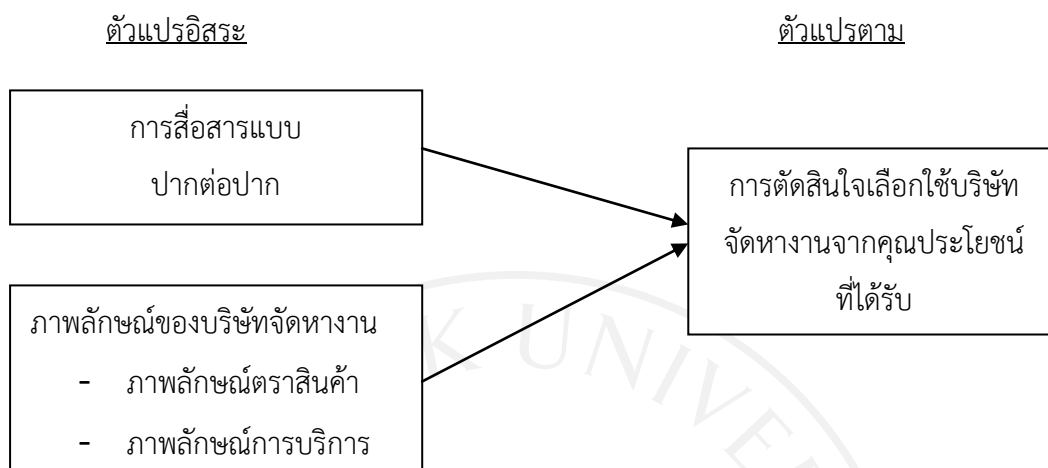 ตัวแปรอิสระ
ตัวแปรตาม
การสื่อสารแบบ
ปากต่อปาก
การตัดสินใจเลือกใช้บริษัท
จัดหางานจากคุณประโยชน์
ที่ได้รับ
ภาพลักษณ์ของบริษัทจัดหางาน
- ภาพลักษณ์ตราสินค้า
- ภาพลักษณ์การบริการ
K UNIVE